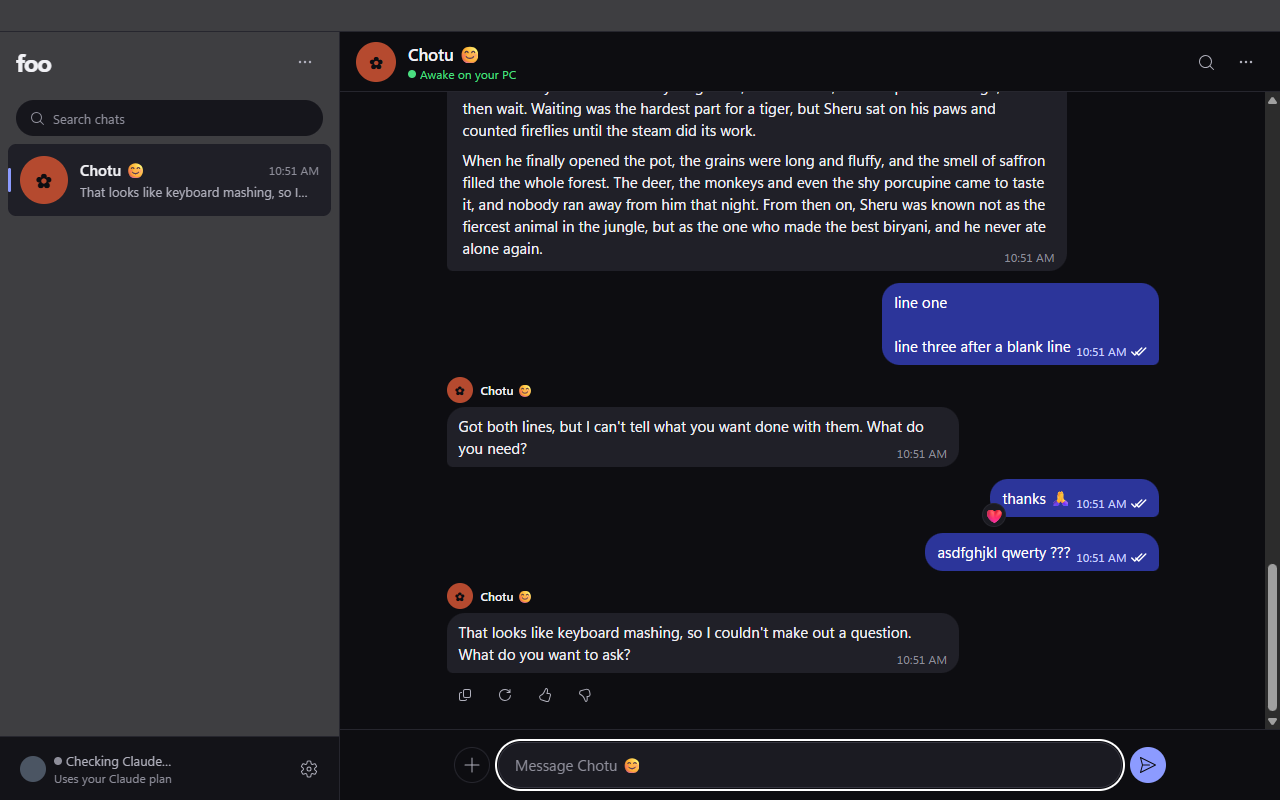 foo
Search chats
Chotu 😊
10:51 AM
That looks like keyboard mashing, so I...
Checking Claude...
Uses your Claude plan
Chotu 😊
Awake on your PC
then wait. Waiting was the hardest part for a tiger, but Sheru sat on his paws and
counted fireflies until the steam did its work.
When he finally opened the pot, the grains were long and fluffy, and the smell of saffron
filled the whole forest. The deer, the monkeys and even the shy porcupine came to taste
it, and nobody ran away from him that night. From then on, Sheru was known not as the
fiercest animal in the jungle, but as the one who made the best biryani, and he never ate
alone again.
10:51 AM
line one
line three after a blank line 10:51 AM
Chotu 😊
Got both lines, but I can't tell what you want done with them. What do
you need?
10:51 AM
thanks 🙏 10:51 AM
asdfghjkl qwerty ??? 10:51 AM
Chotu 😊
That looks like keyboard mashing, so I couldn't make out a question.
What do you want to ask?
10:51 AM
Message Chotu 😊